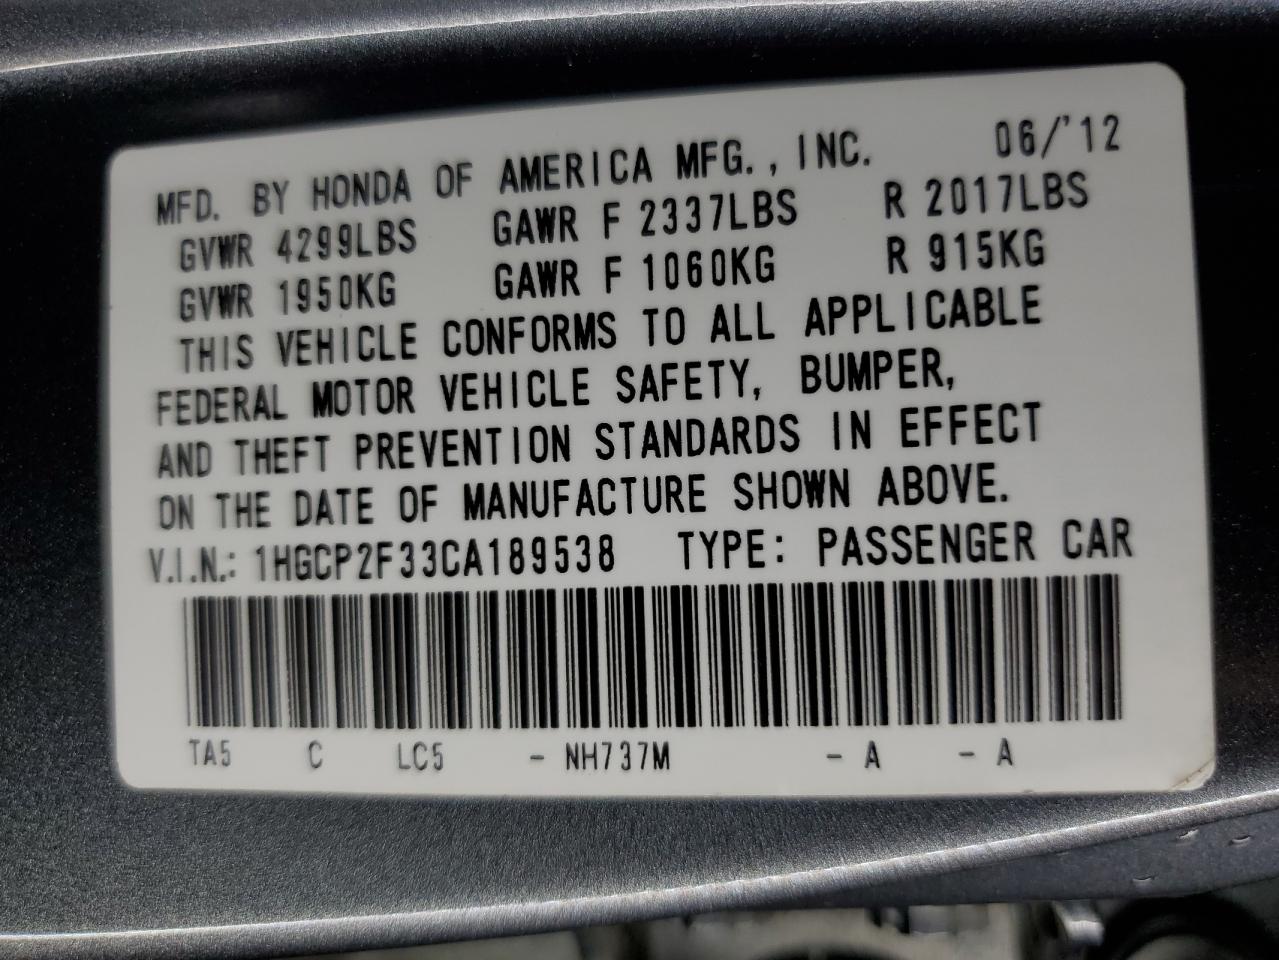 MFD. BY HONDA OF AMERICA MFG., INC. 06/'12
GVWR 4299LBS GAWR F 2337LBS R 2017LBS
GVWR 1950KG GAWR F 1060KG R 915KG
THIS VEHICLE CONFORMS TO ALL APPLICABLE
FEDERAL MOTOR VEHICLE SAFETY, BUMPER,
AND THEFT PREVENTION STANDARDS IN EFFECT
ON THE DATE OF MANUFACTURE SHOWN ABOVE.
V.I.N.: 1HGCP2F33CA189538 TYPE: PASSENGER CAR
TA5 C LC5 - NH737M - A - A